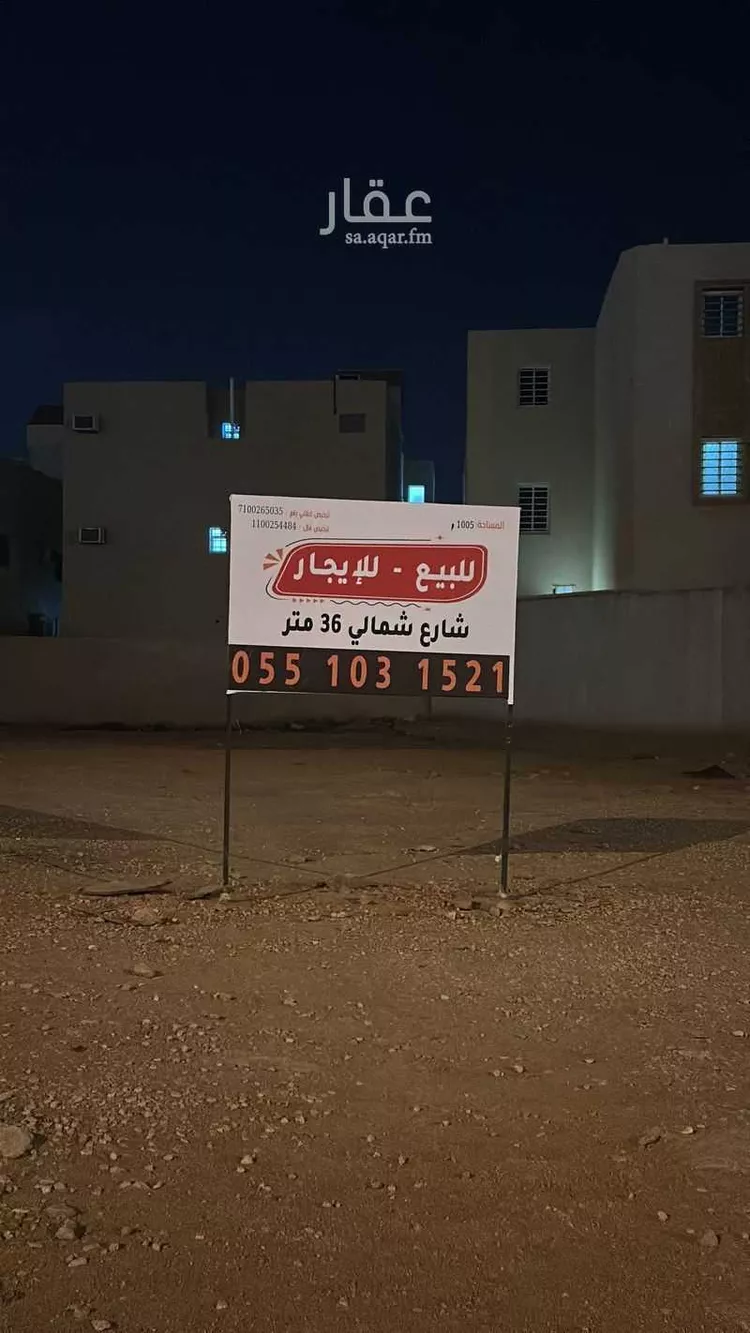 عقار
sa.aqar.fm
المساحة: 1005 م
7100265035
1100254484
للبيع - للإيجار
شارع شمالي 36 متر
055 103 1521